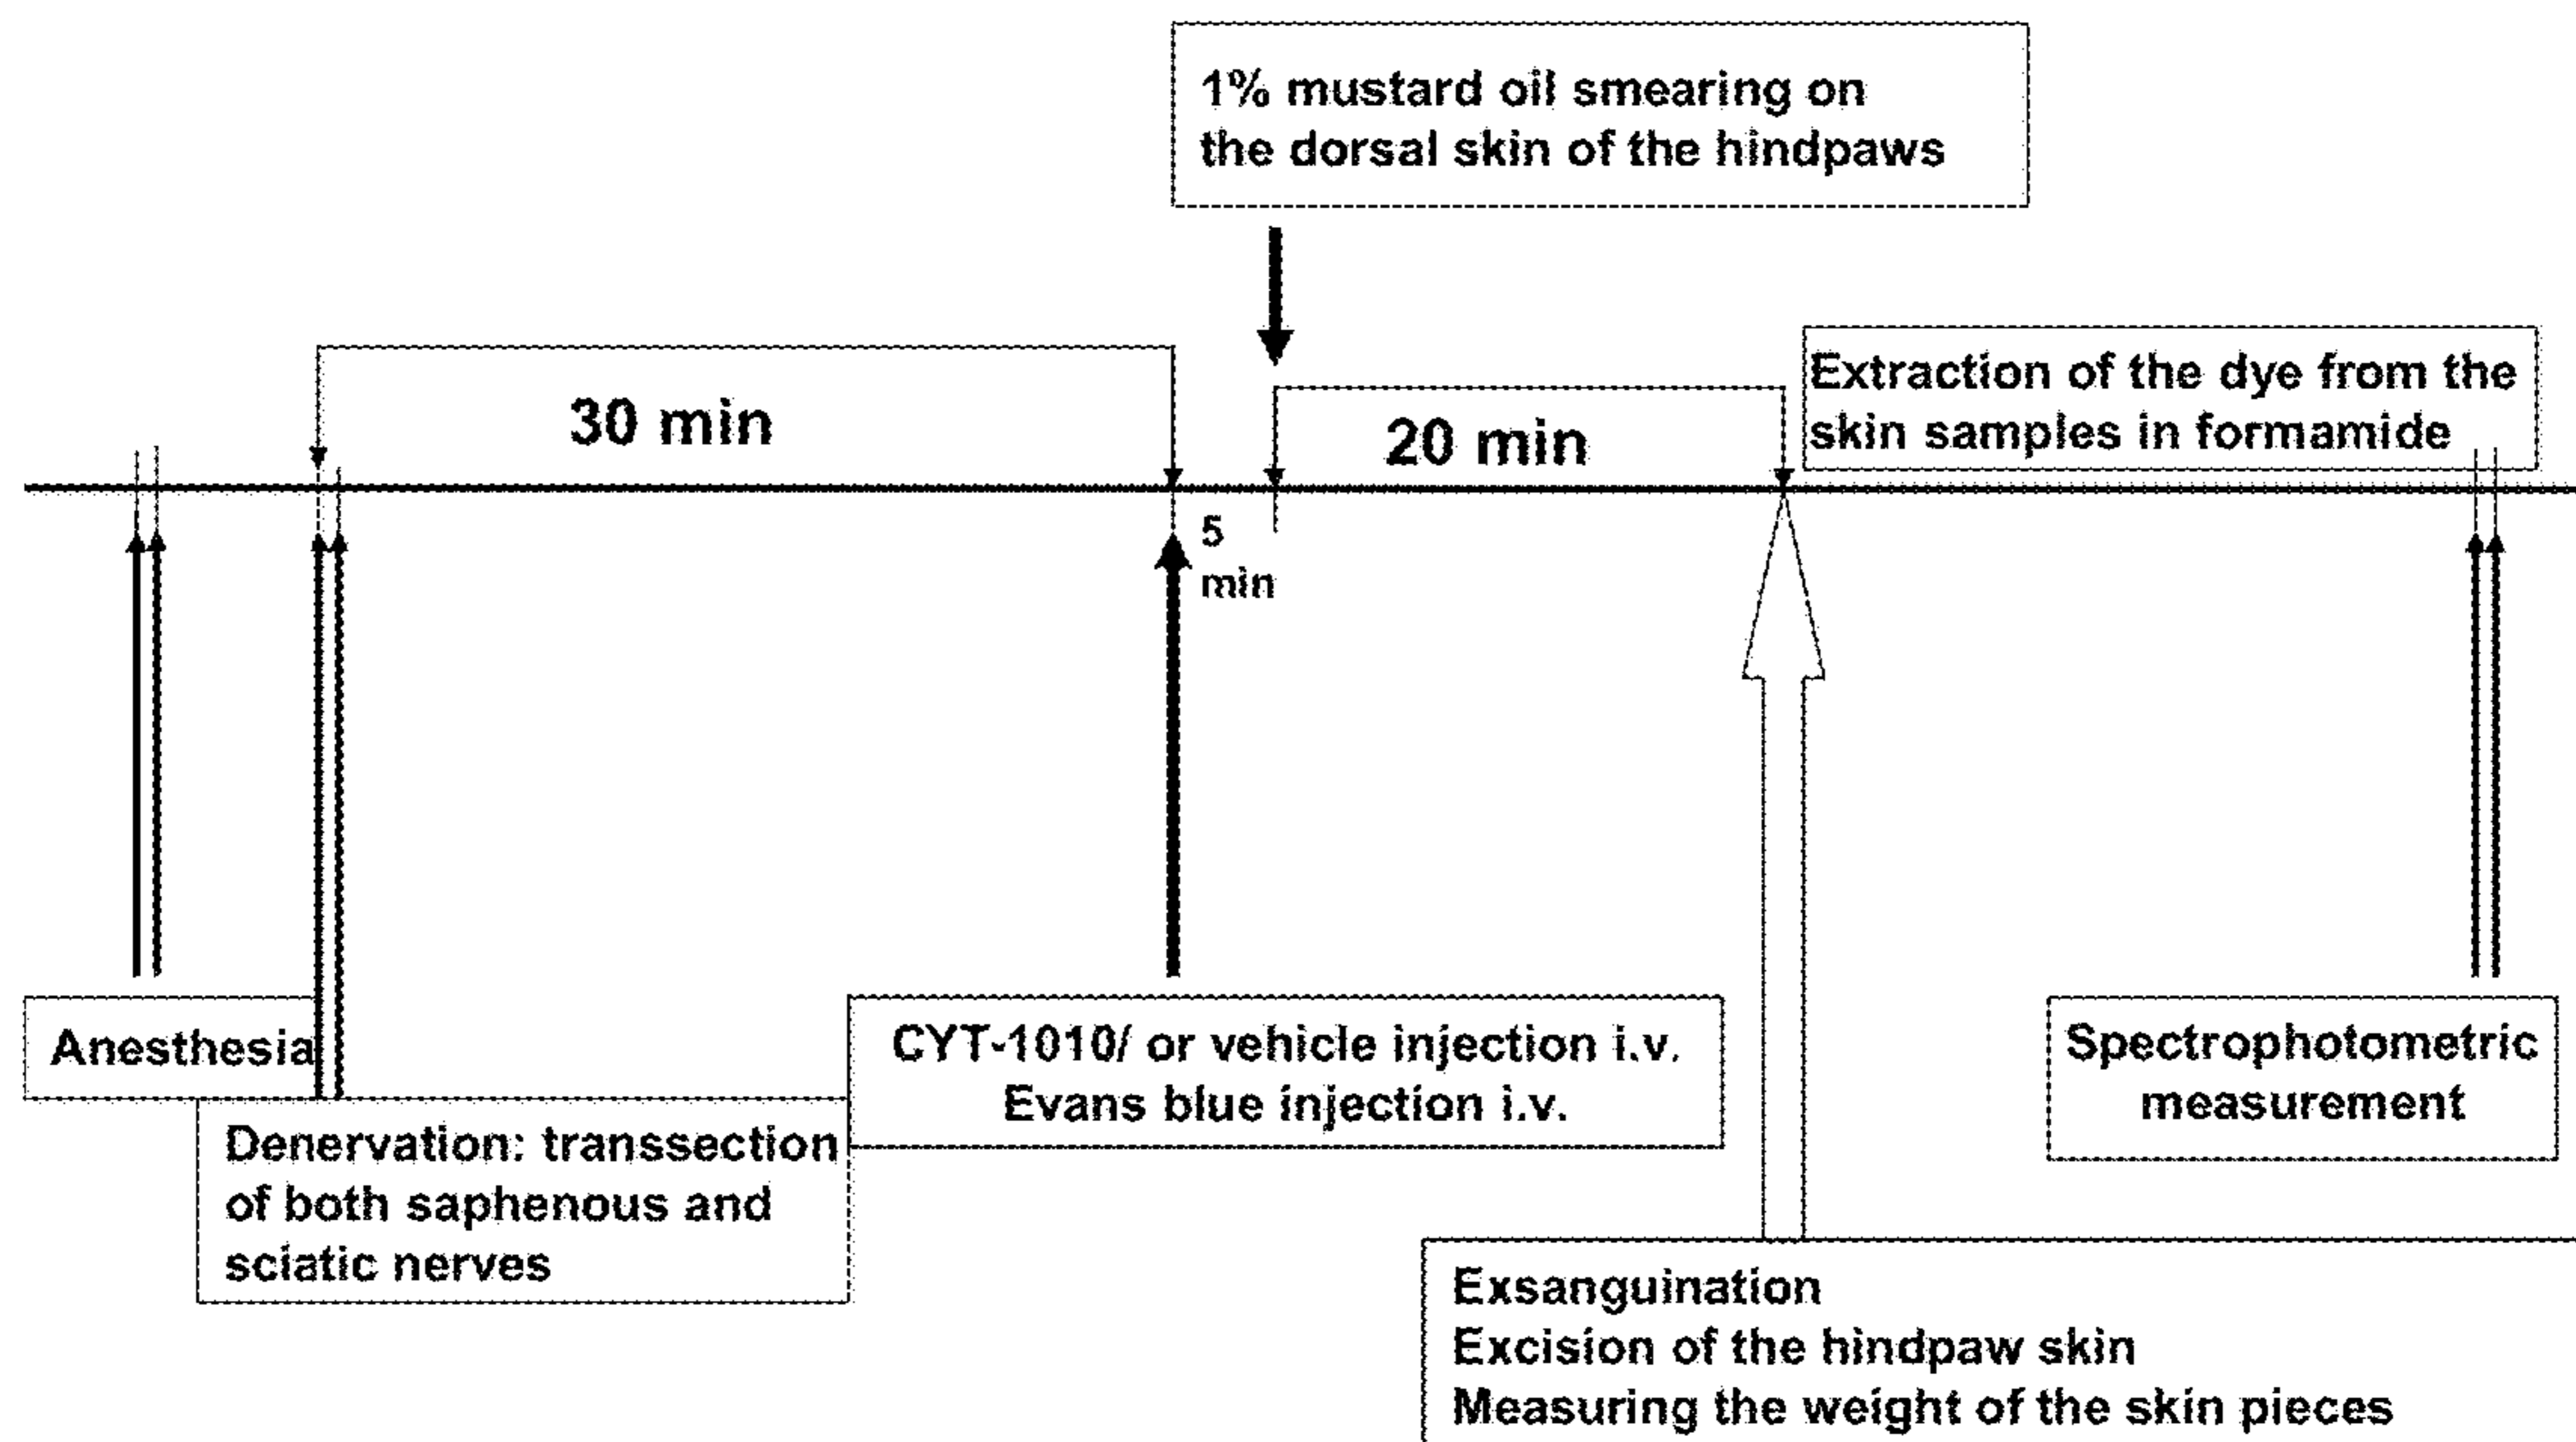 1% mustard oil smearing on
the dorsal skin of the hindpaws
30 min
20 min
Extraction of the dye from the
skin samples in formamide
5
min
Anesthesia
CYT-1010/ or vehicle injection i.v.
Evans blue injection i.v.
Spectrophotometric
measurement
Denervation: transsection
of both saphenous and
sciatic nerves
Exsanguination
Excision of the hindpaw skin
Measuring the weight of the skin pieces